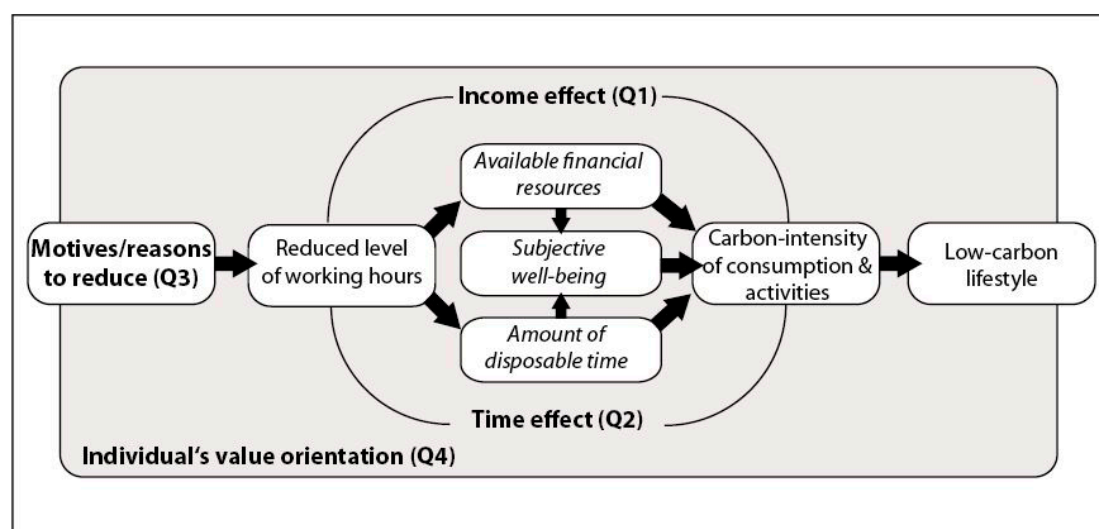 Income effect (Q1)
Available financial
resources
Motives/reasons
to reduce (Q3)
Reduced level
of working hours
Subjective
well-being
Carbon-intensity
of consumption &
activities
Low-carbon
lifestyle
Amount of
disposable time
Time effect (Q2)
Individual‘s value orientation (Q4)